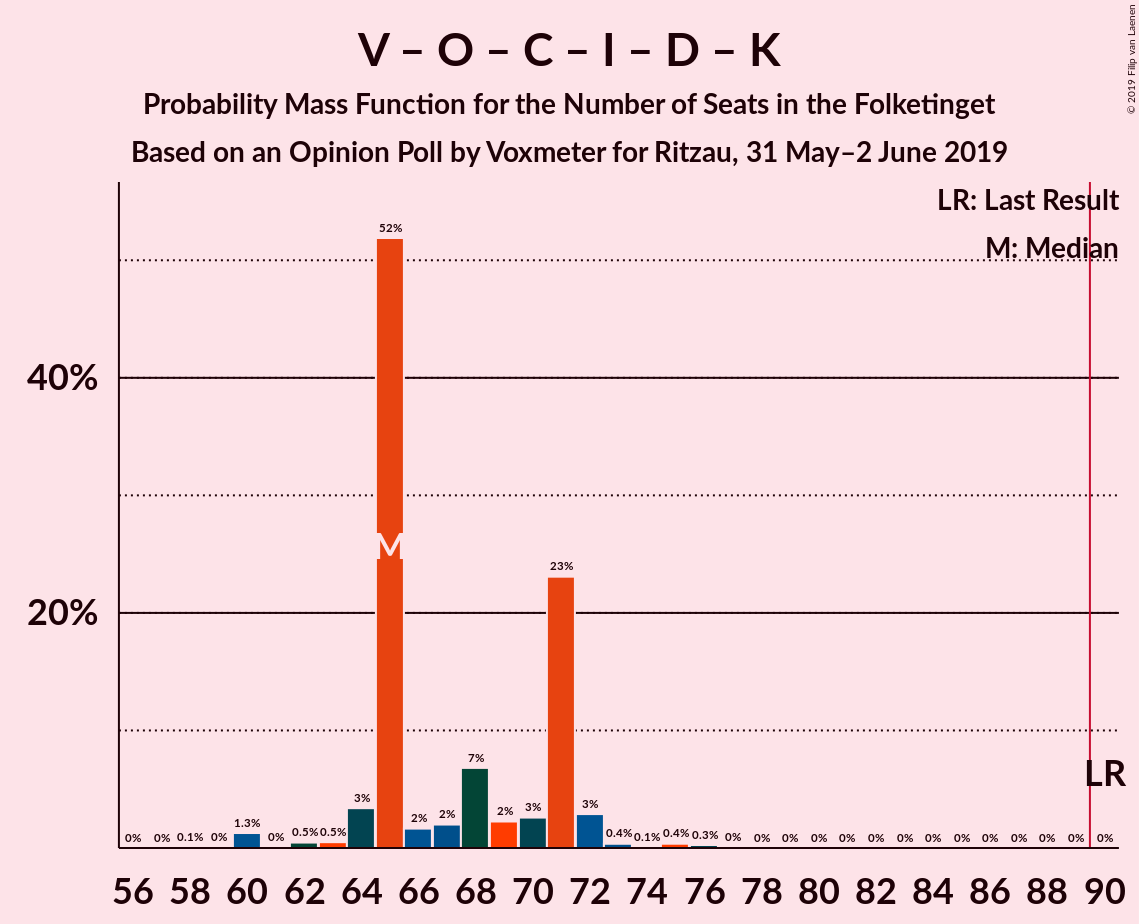 V – O – C – I – D – K
Probability Mass Function for the Number of Seats in the Folketinget
Based on an Opinion Poll by Voxmeter for Ritzau, 31 May–2 June 2019
© 2019 Filip van Laenen
LR: Last Result
M: Median
40%
20%
52%
M
23%
7%
3%
2%
2%
2%
3%
3%
1.3%
0% 0% 0.1% 0% 0% 0.5% 0.5% 0.4% 0.1% 0.4% 0.3% 0% 0% 0% 0% 0% 0% 0% 0% 0% 0% 0% 0% 0% 0%
LR
56 58 60 62 64 66 68 70 72 74 76 78 80 82 84 86 88 90